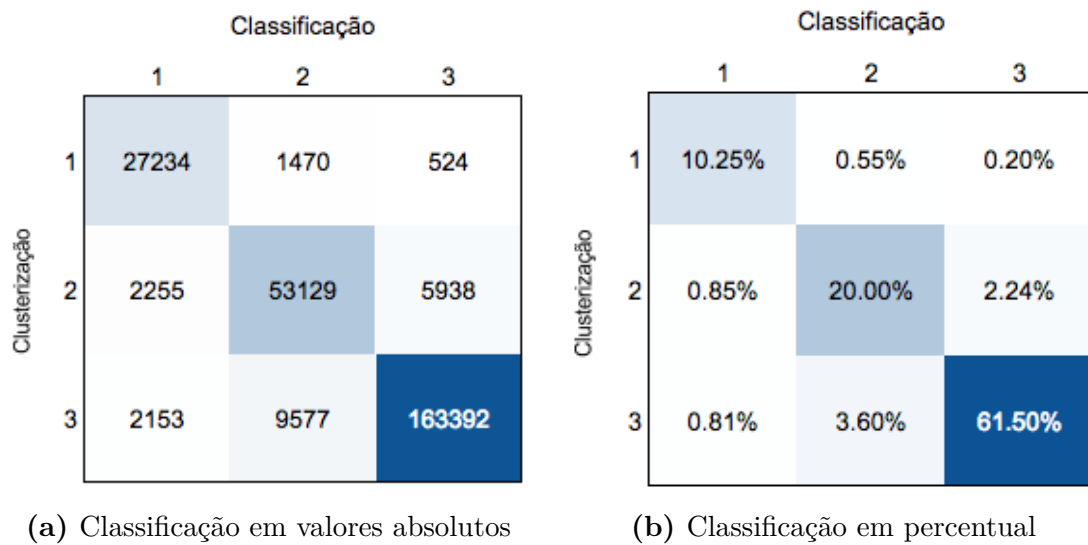 Classificação
1 2 3
Clusterização
1 27234 1470 524
2 2255 53129 5938
3 2153 9577 163392
(a) Classificação em valores absolutos
Classificação
1 2 3
Clusterização
1 10.25% 0.55% 0.20%
2 0.85% 20.00% 2.24%
3 0.81% 3.60% 61.50%
(b) Classificação em percentual